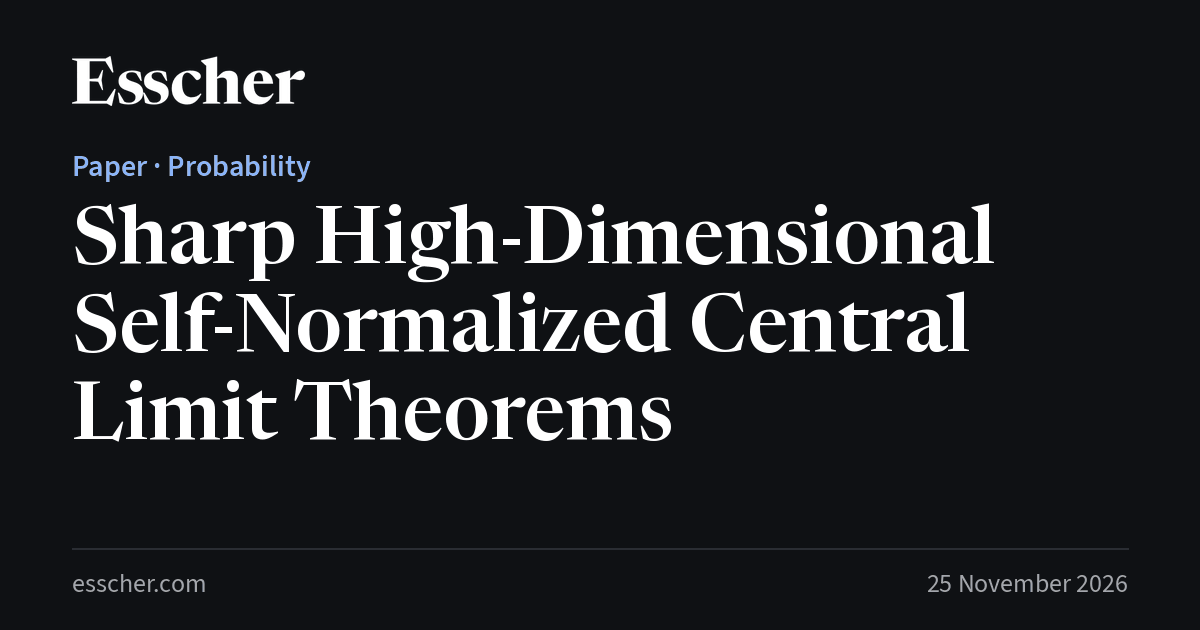 Esscher
Paper · Probability
Sharp High-Dimensional
Self-Normalized Central
Limit Theorems
esscher.com
25 November 2026